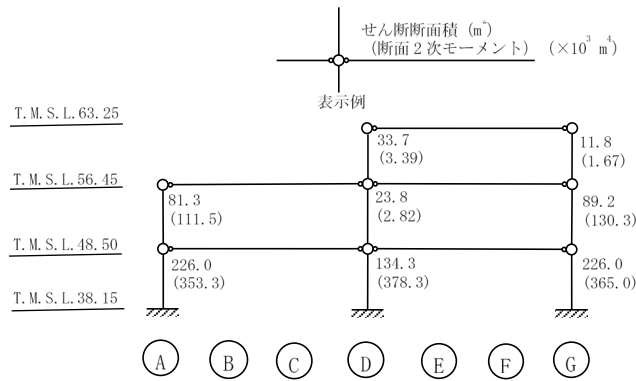 せん断断面積 (m²)
(断面２次モーメント) (×10³ m⁴)
表示例
T.M.S.L.63.25
33.7
(3.39)
11.8
(1.67)
T.M.S.L.56.45
81.3
(111.5)
23.8
(2.82)
89.2
(130.3)
T.M.S.L.48.50
226.0
(353.3)
134.3
(378.3)
226.0
(365.0)
T.M.S.L.38.15
A B C D E F G